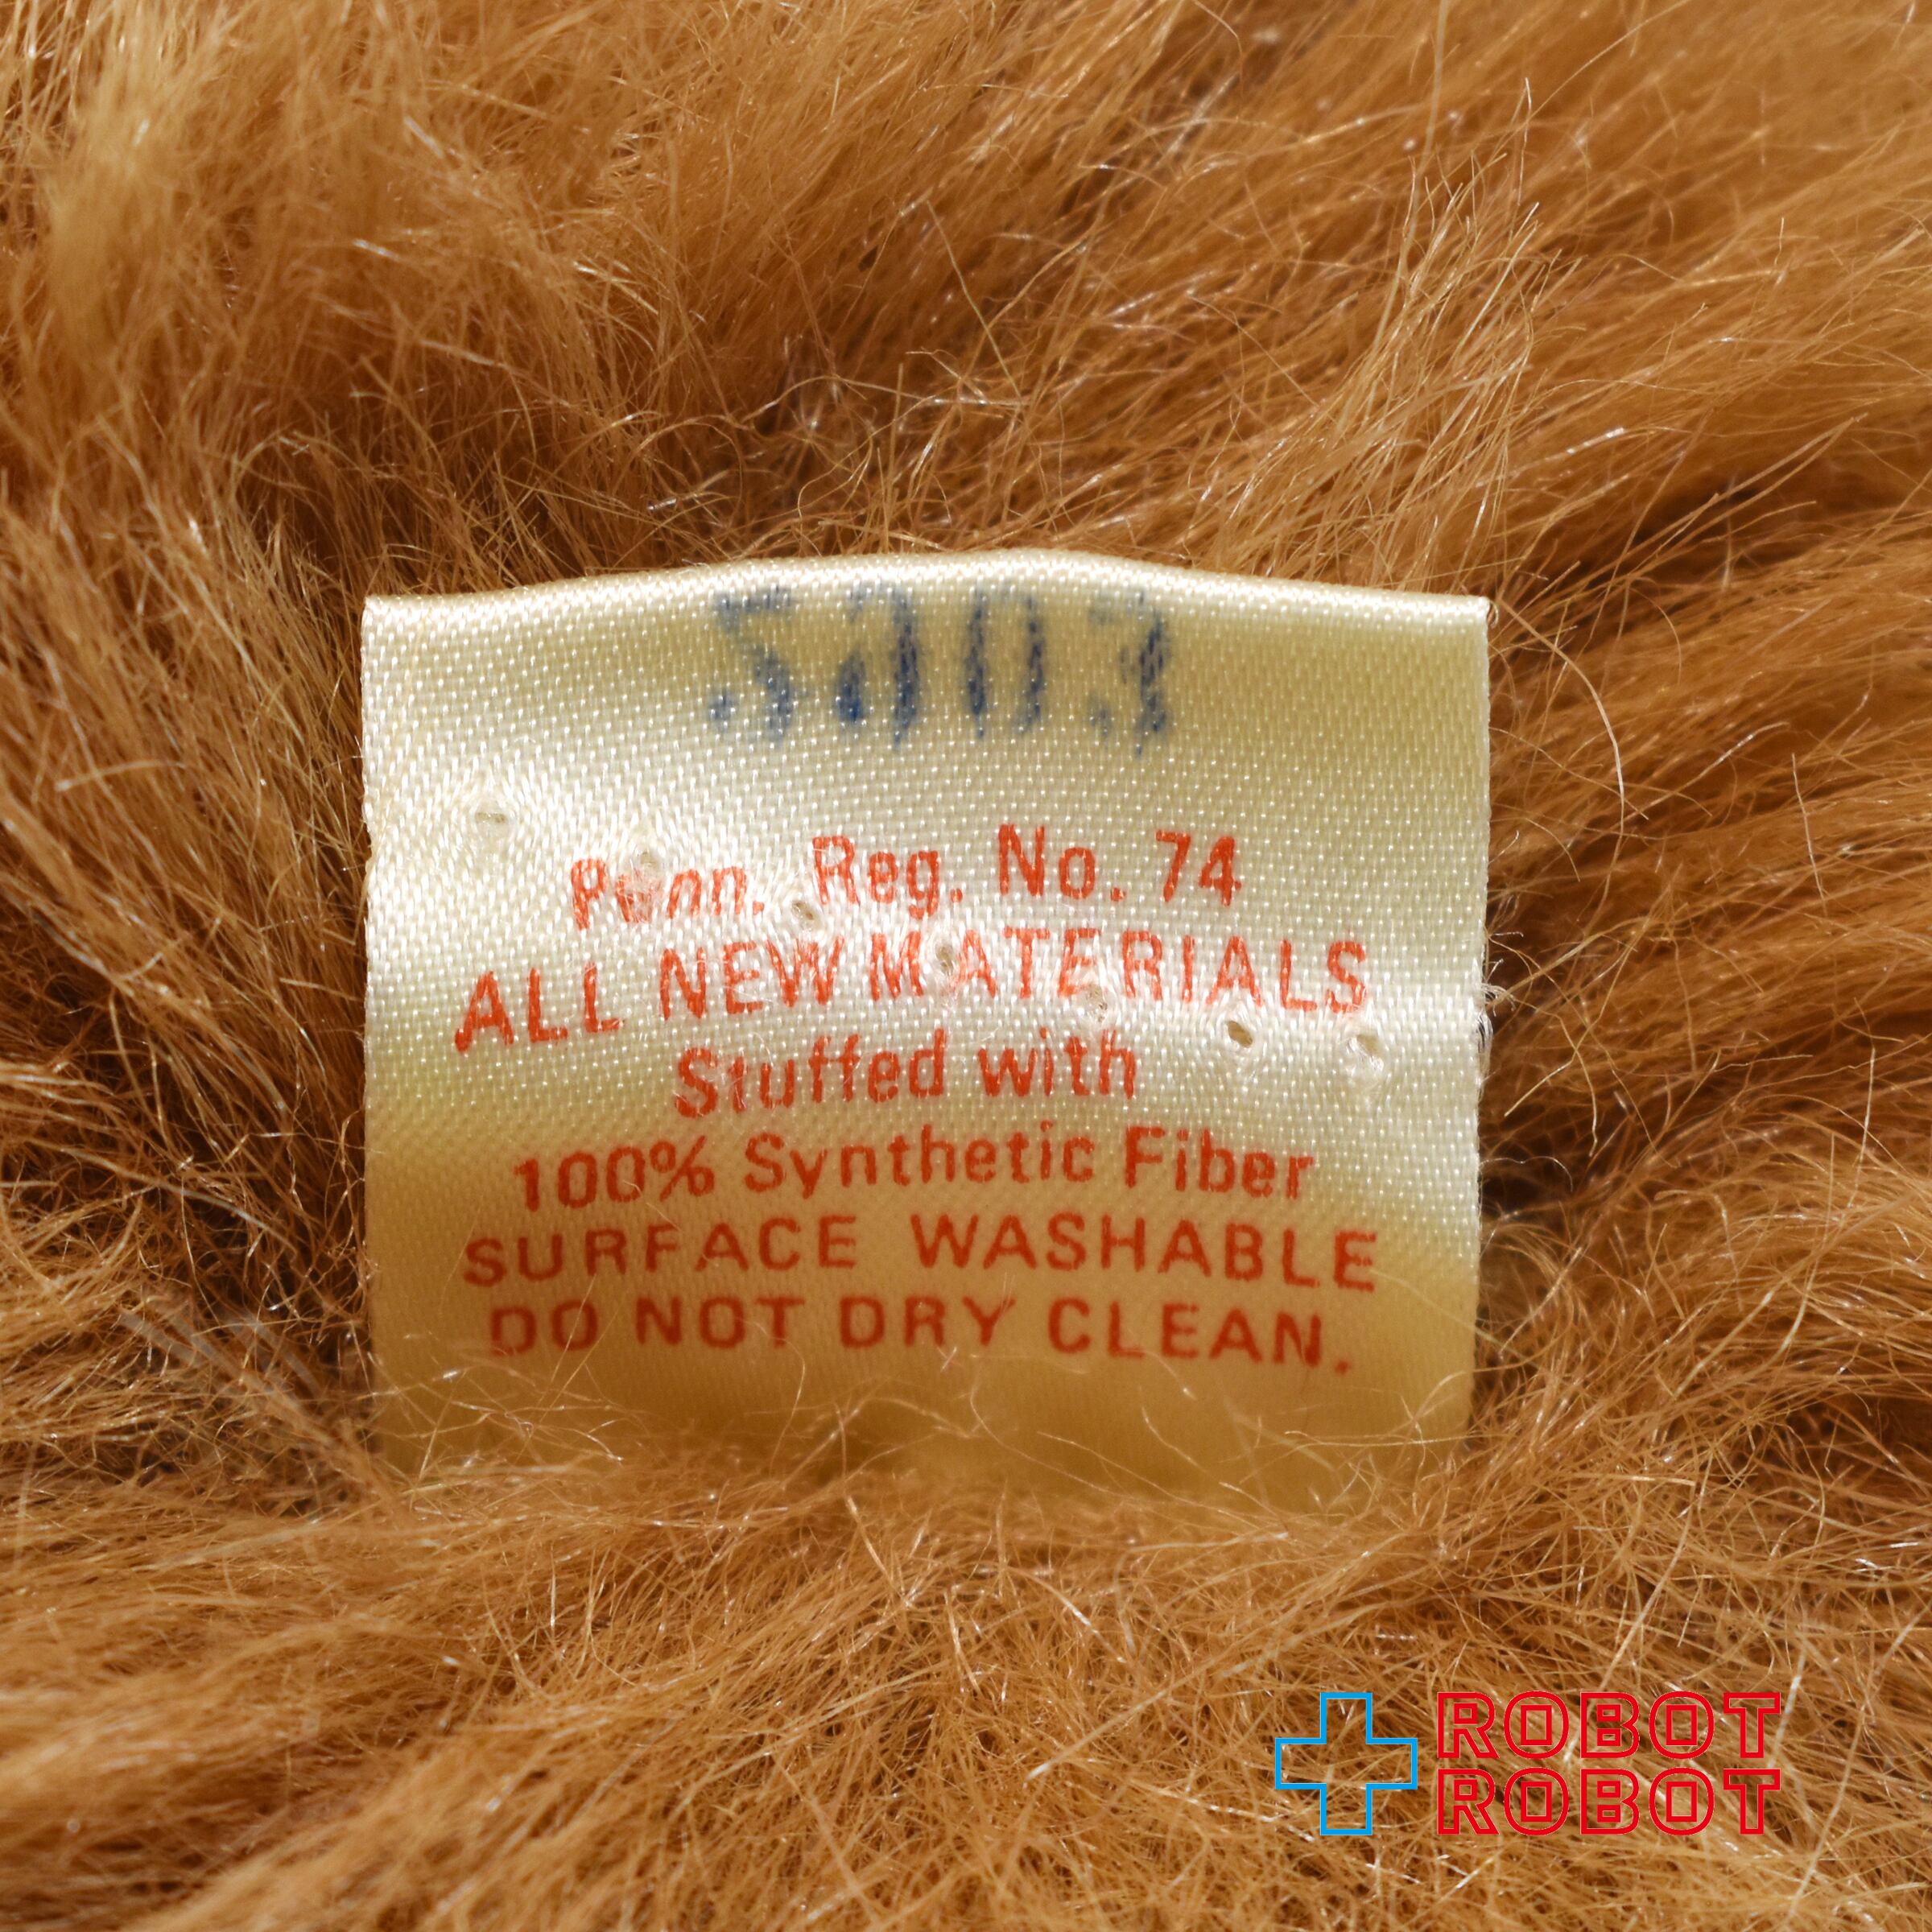 Penn. Reg. No. 74
ALL NEW MATERIALS
Stuffed with
100% Synthetic Fiber
SURFACE WASHABLE
DO NOT DRY CLEAN.
ROBOT
ROBOT